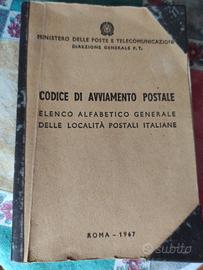 MINISTERO DELLE POSTE E TELECOMUNICAZIONI
DIREZIONE GENERALE P. T.
CODICE DI AVVIAMENTO POSTALE
ELENCO ALFABETICO GENERALE
DELLE LOCALITÀ POSTALI ITALIANE
ROMA - 1967
subito